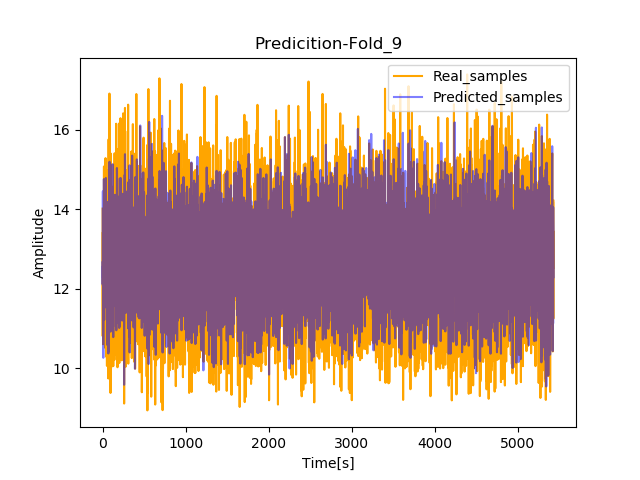 Predicition-Fold_9
Real_samples
Predicted_samples
Amplitude
16
14
12
10
0 1000 2000 3000 4000 5000
Time[s]